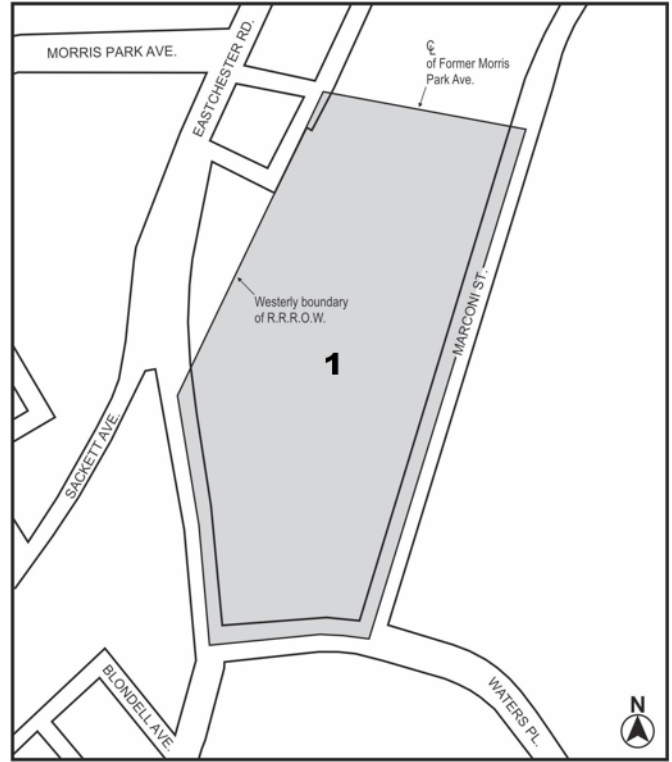 MORRIS PARK AVE.
EASTCHESTER RD.
℄
of Former Morris
Park Ave.
Westerly boundary
of R.R.R.O.W.
MARCONI ST.
1
SACKETT AVE.
BLONDELL AVE.
WATERS PL.
N